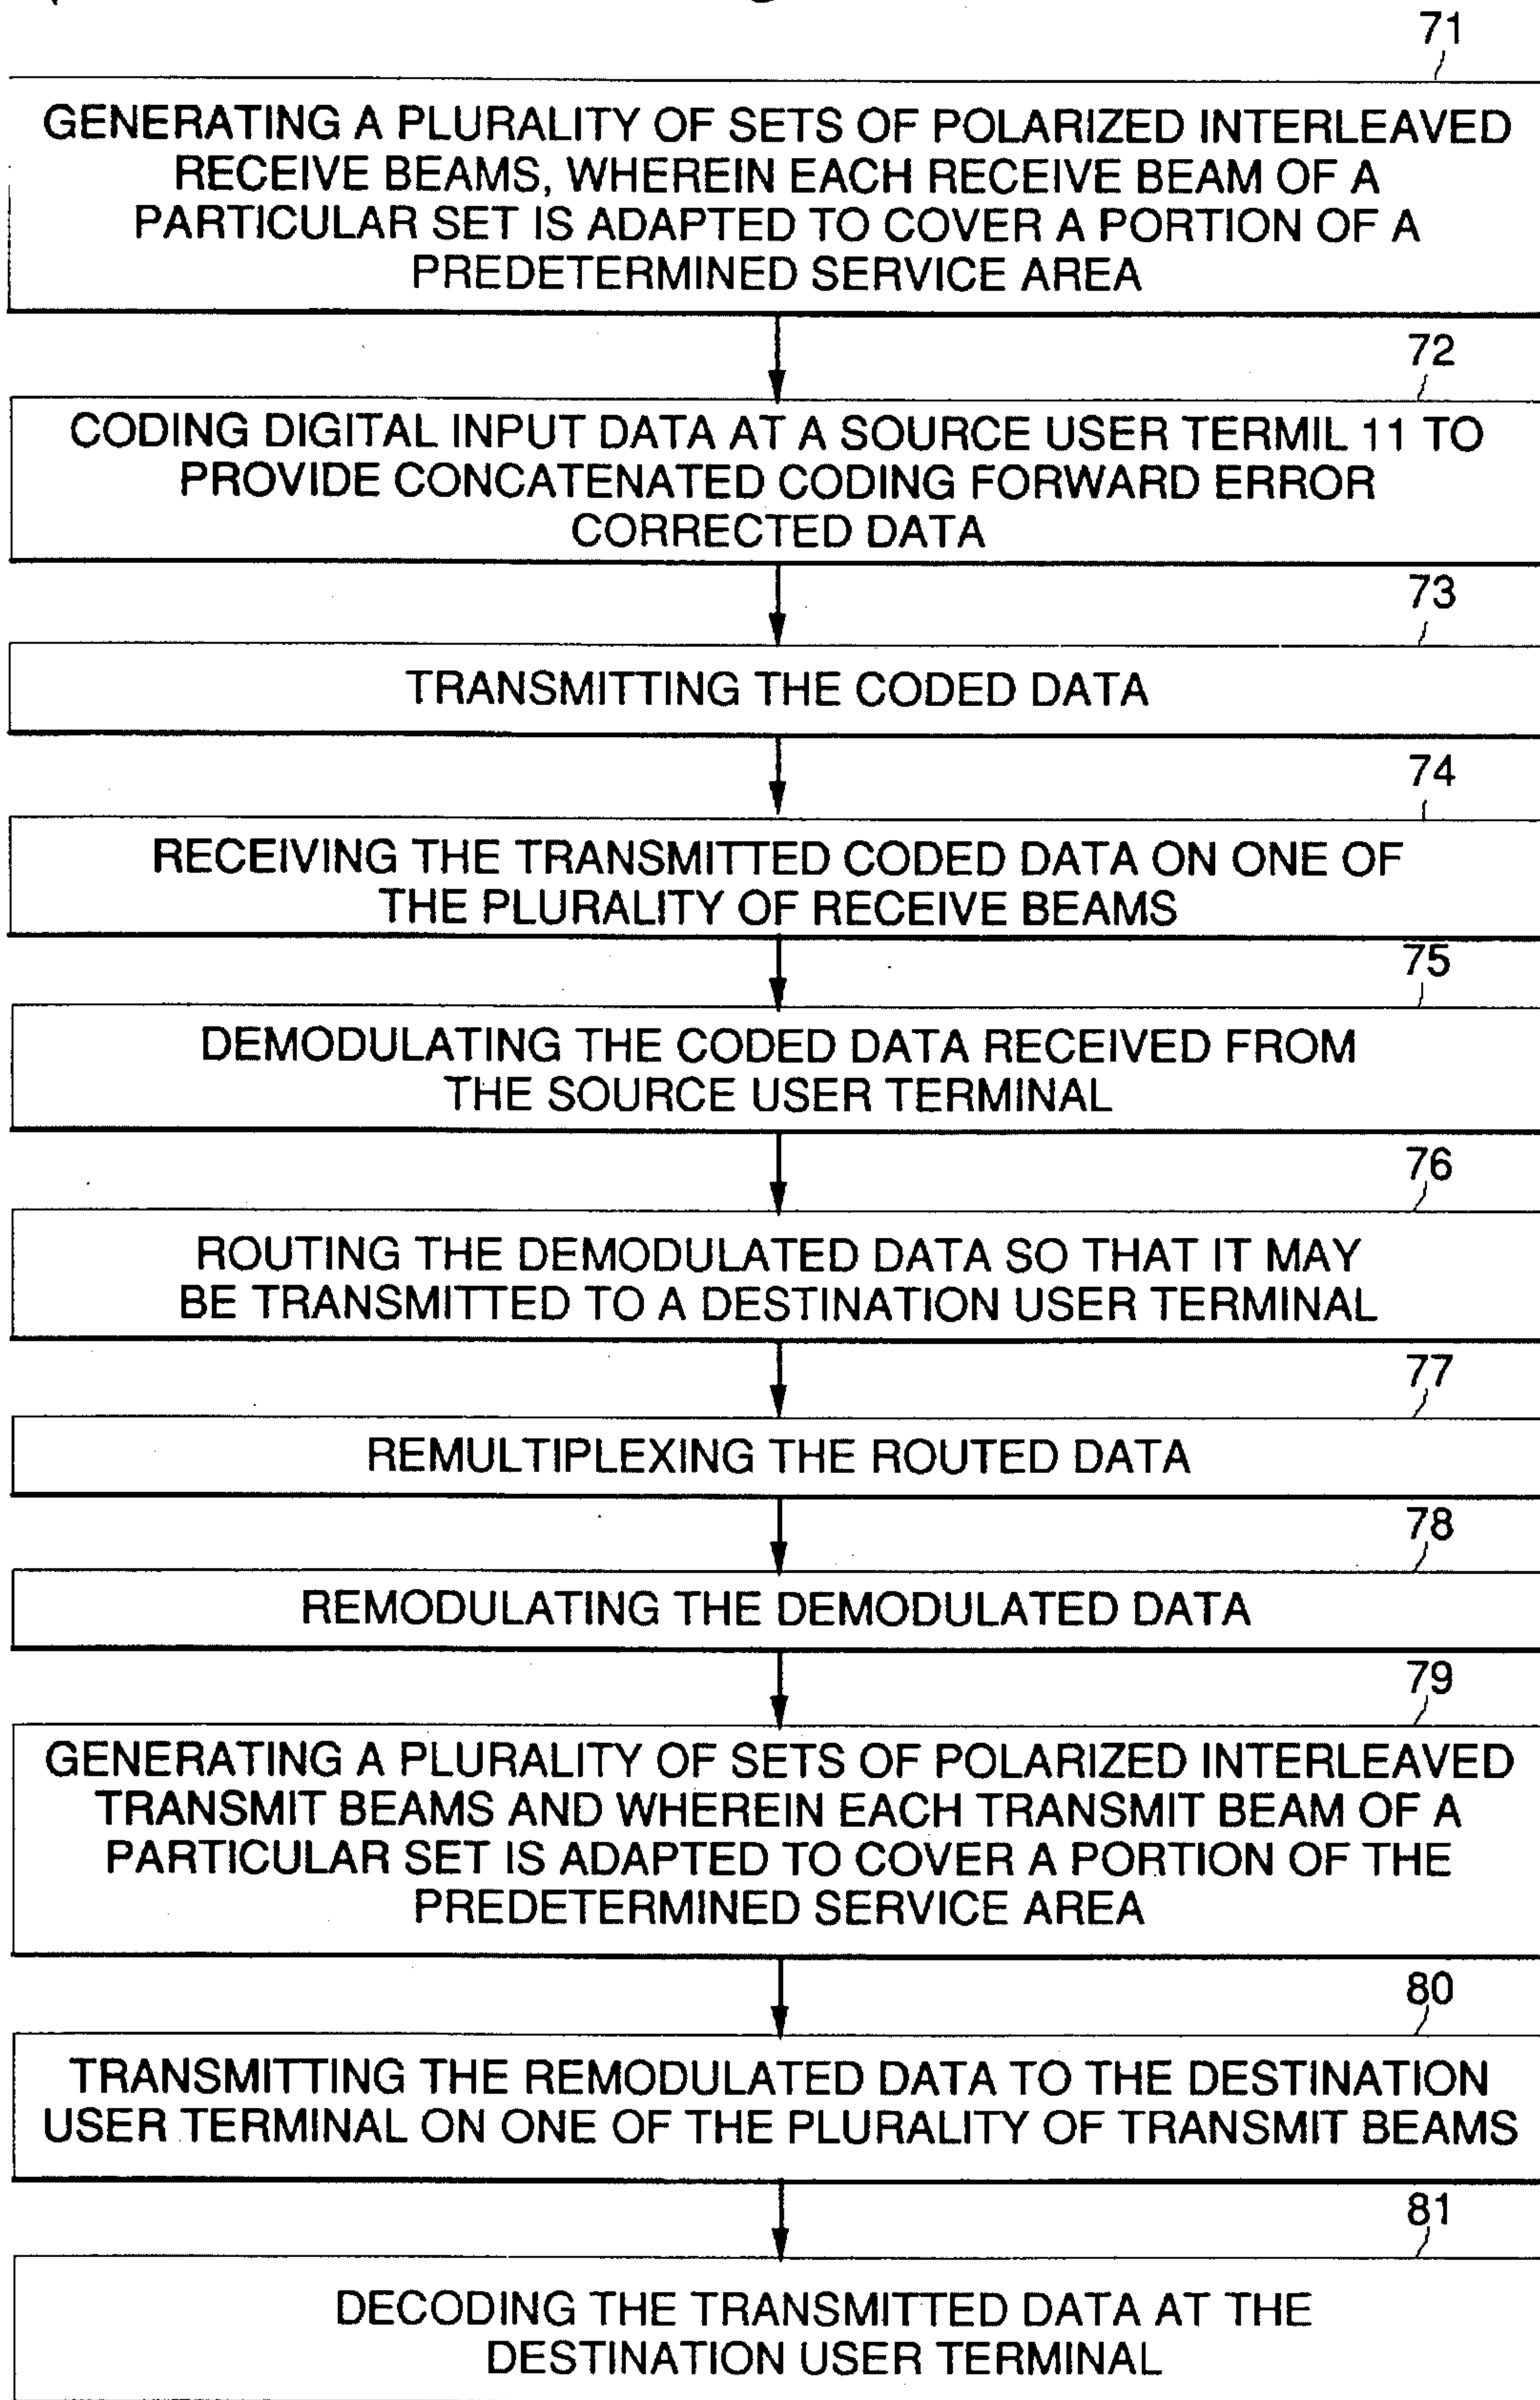 71
GENERATING A PLURALITY OF SETS OF POLARIZED INTERLEAVED
RECEIVE BEAMS, WHEREIN EACH RECEIVE BEAM OF A
PARTICULAR SET IS ADAPTED TO COVER A PORTION OF A
PREDETERMINED SERVICE AREA
72
CODING DIGITAL INPUT DATA AT A SOURCE USER TERMIL 11 TO
PROVIDE CONCATENATED CODING FORWARD ERROR
CORRECTED DATA
73
TRANSMITTING THE CODED DATA
74
RECEIVING THE TRANSMITTED CODED DATA ON ONE OF
THE PLURALITY OF RECEIVE BEAMS
75
DEMODULATING THE CODED DATA RECEIVED FROM
THE SOURCE USER TERMINAL
76
ROUTING THE DEMODULATED DATA SO THAT IT MAY
BE TRANSMITTED TO A DESTINATION USER TERMINAL
77
REMULTIPLEXING THE ROUTED DATA
78
REMODULATING THE DEMODULATED DATA
79
GENERATING A PLURALITY OF SETS OF POLARIZED INTERLEAVED
TRANSMIT BEAMS AND WHEREIN EACH TRANSMIT BEAM OF A
PARTICULAR SET IS ADAPTED TO COVER A PORTION OF THE
PREDETERMINED SERVICE AREA
80
TRANSMITTING THE REMODULATED DATA TO THE DESTINATION
USER TERMINAL ON ONE OF THE PLURALITY OF TRANSMIT BEAMS
81
DECODING THE TRANSMITTED DATA AT THE
DESTINATION USER TERMINAL